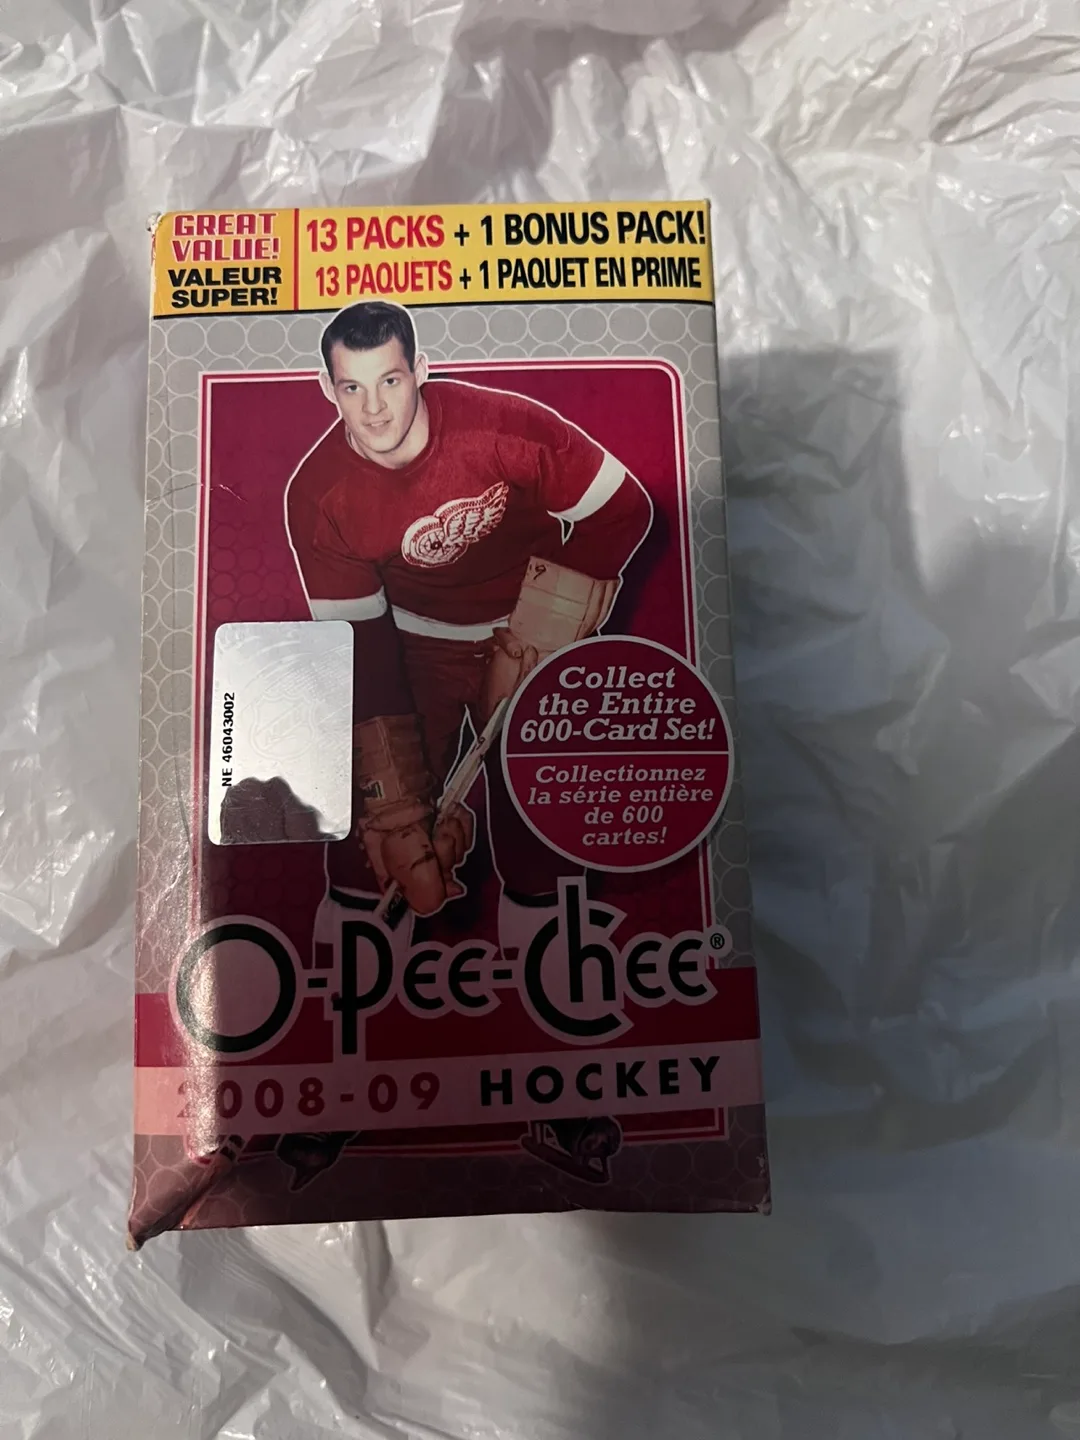 GREAT
VALUE!
VALEUR
SUPER!
13 PACKS + 1 BONUS PACK!
13 PAQUETS + 1 PAQUET EN PRIME
'9
NE 46043002
Collect
the Entire
600-Card Set!
Collectionnez
la série entière
de 600
cartes!
O-Pee-Chee®
2008-09 HOCKEY